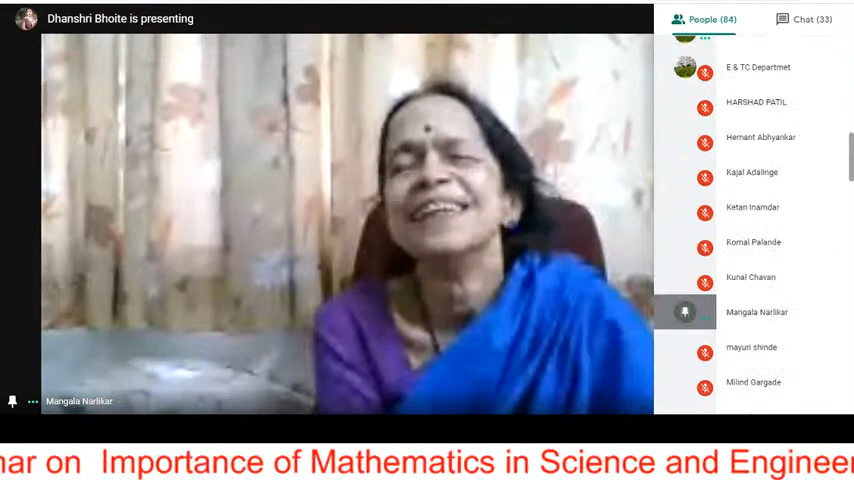 Dhanshri Bhoite is presenting
People (84)
Chat (33)
E & TC Departmet
HARSHAD PATIL
Hemant Abhyankar
Kajal Adalinge
Ketan Inamdar
Komal Palande
Kunal Chavan
Mangala Narlikar
mayuri shinde
Milind Gargade
Mangala Narlikar
nar on Importance of Mathematics in Science and Engineer